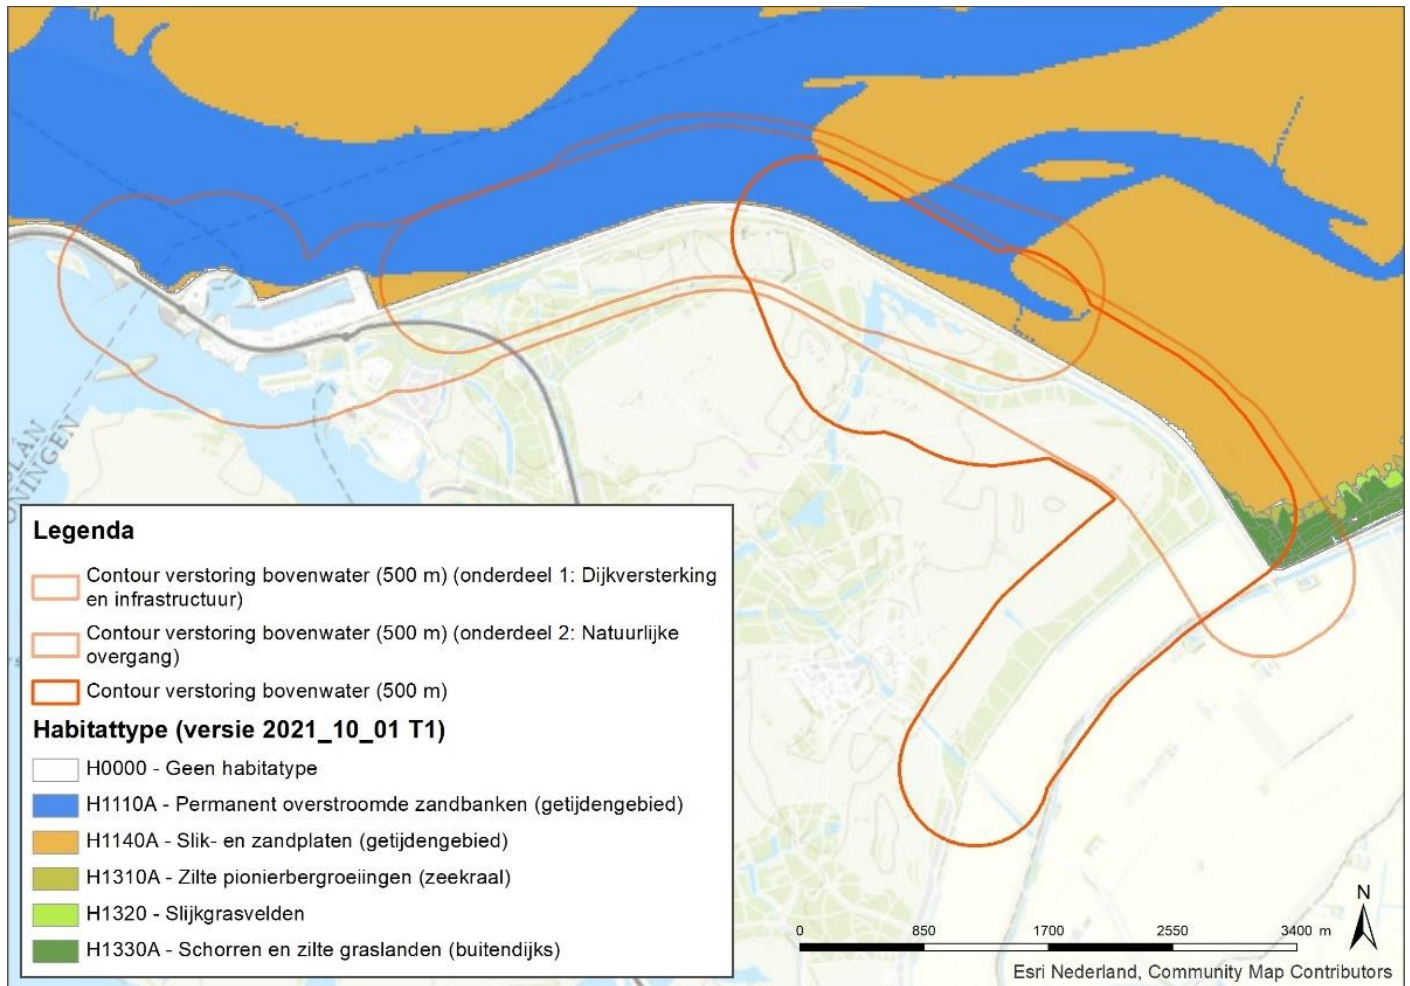 SLÂN
ONINGEN
Legenda
Contour verstoring bovenwater (500 m) (onderdeel 1: Dijkversterking
en infrastructuur)
Contour verstoring bovenwater (500 m) (onderdeel 2: Natuurlijke
overgang)
Contour verstoring bovenwater (500 m)
Habitattype (versie 2021_10_01 T1)
H0000 - Geen habitatype
H1110A - Permanent overstroomde zandbanken (getijdengebied)
H1140A - Slik- en zandplaten (getijdengebied)
H1310A - Zilte pionierbergroeiingen (zeekraal)
H1320 - Slijkgrasvelden
H1330A - Schorren en zilte graslanden (buitendijks)
N
0 850 1700 2550 3400 m
Esri Nederland, Community Map Contributors